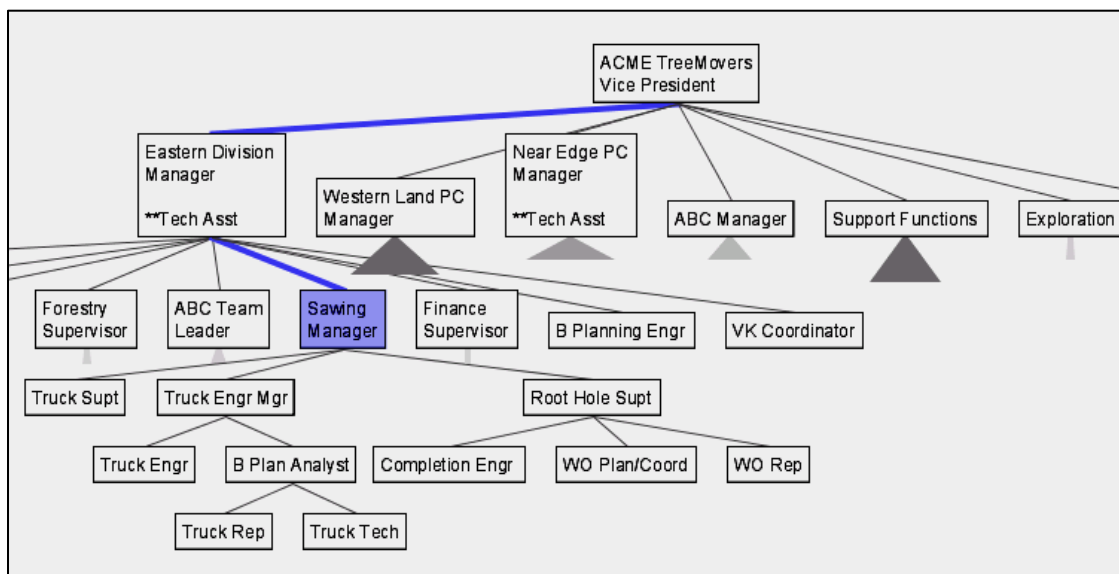 ACME TreeMovers
Vice President
Eastern Division
Manager
**Tech Asst
Western Land PC
Manager
Near Edge PC
Manager
**Tech Asst
ABC Manager
Support Functions
Exploration
Forestry
Supervisor
ABC Team
Leader
Sawing
Manager
Finance
Supervisor
B Planning Engr
VK Coordinator
Truck Supt
Truck Engr Mgr
Root Hole Supt
Truck Engr
B Plan Analyst
Completion Engr
WO Plan/Coord
WO Rep
Truck Rep
Truck Tech